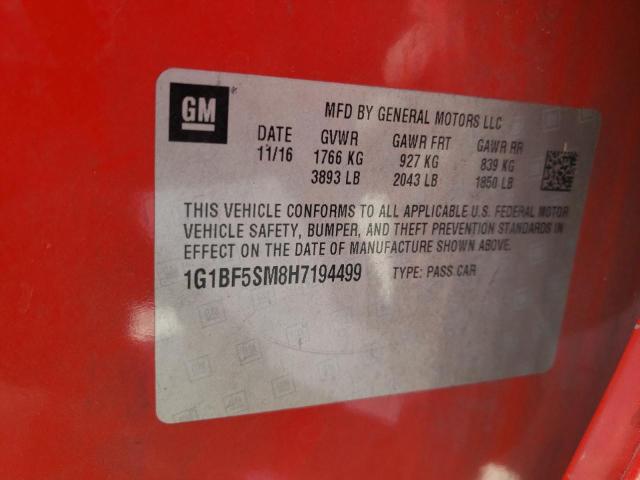 GM
MFD BY GENERAL MOTORS LLC
DATE GVWR GAWR FRT GAWR RR
11/16 1766 KG 927 KG 839 KG
3893 LB 2043 LB 1850 LB
THIS VEHICLE CONFORMS TO ALL APPLICABLE U.S. FEDERAL MOTOR
VEHICLE SAFETY, BUMPER, AND THEFT PREVENTION STANDARDS IN
EFFECT ON THE DATE OF MANUFACTURE SHOWN ABOVE.
1G1BF5SM8H7194499 TYPE: PASS CAR